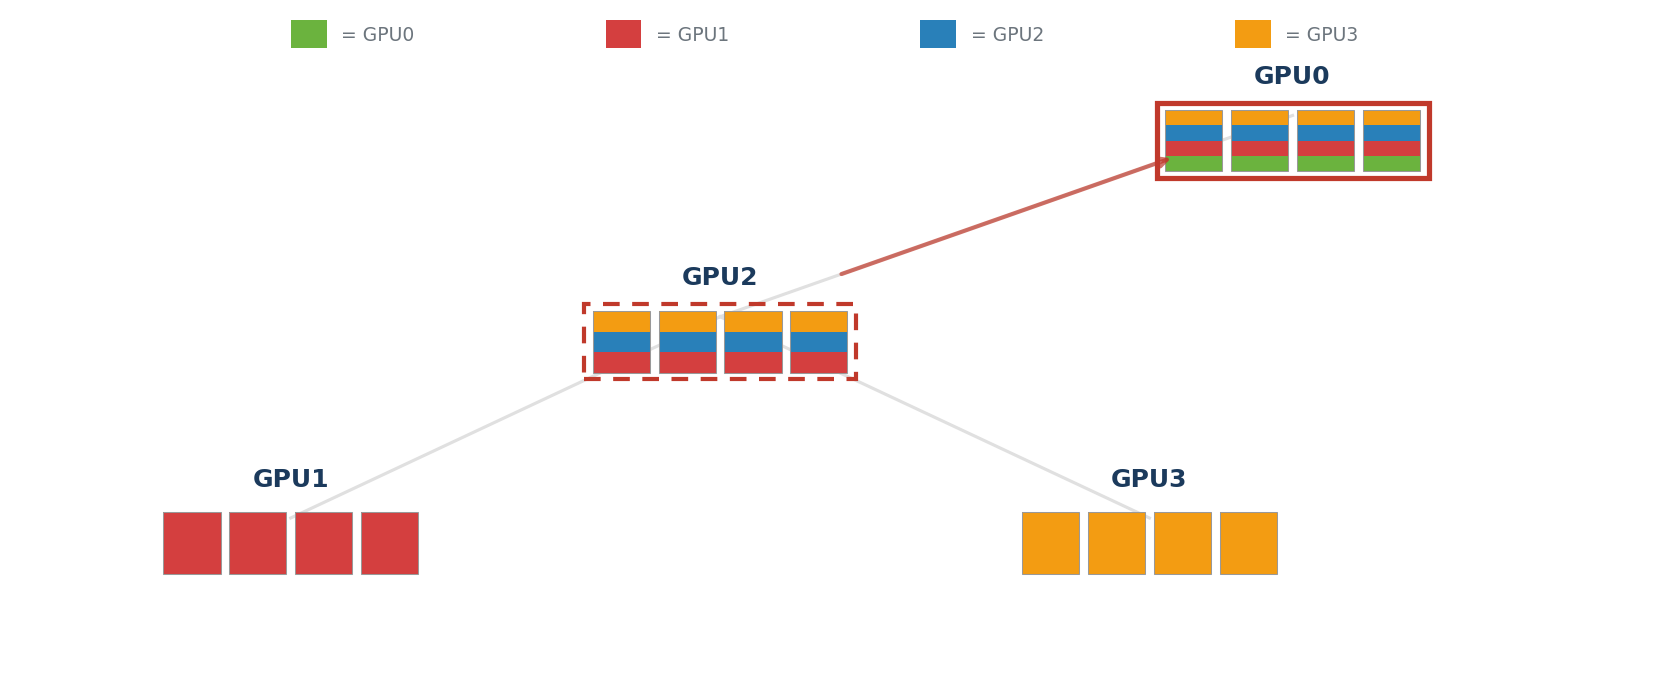 = GPU0
= GPU1
= GPU2
= GPU3
GPU0
GPU2
GPU1
GPU3